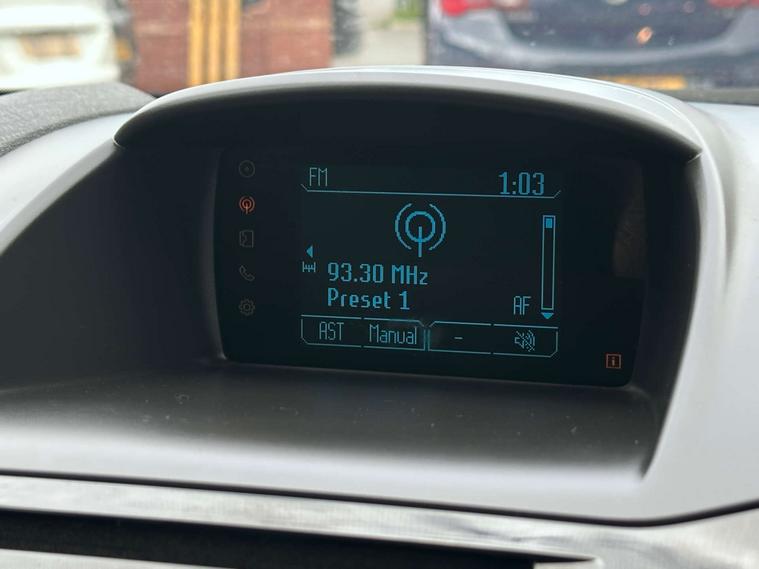 FM 1:03
93.30 MHz
Preset 1 AF
AST Manual -
i